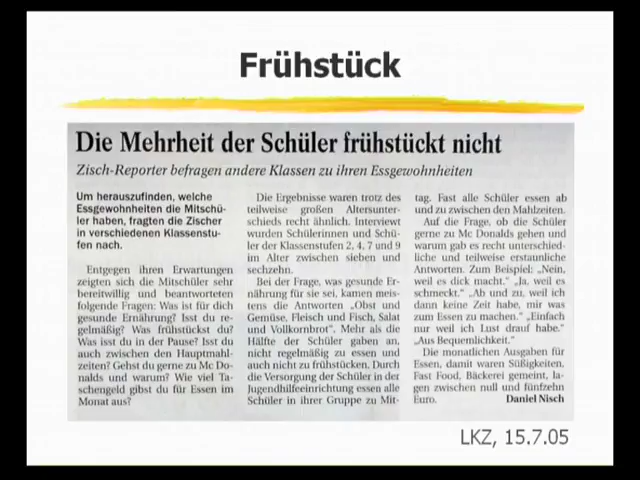 Frühstück
Die Mehrheit der Schüler frühstückt nicht
Zisch-Reporter befragen andere Klassen zu ihren Essgewohnheiten
Um herauszufinden, welche
Essgewohnheiten die Mitschü-
ler haben, fragten die Zischer
in verschiedenen Klassenstu-
fen nach.
Entgegen ihren Erwartungen
zeigten sich die Mitschüler sehr
bereitwillig und beantworteten
folgende Fragen: Was ist für dich
gesunde Ernährung? Isst du re-
gelmäßig? Was frühstückst du?
Was isst du in der Pause? Isst du
auch zwischen den Hauptmahl-
zeiten? Gehst du gerne zu Mc Do-
nalds und warum? Wie viel Ta-
schengeld gibst du für Essen im
Monat aus?
Die Ergebnisse waren trotz des
teilweise großen Altersunter-
schieds recht ähnlich. Interviewt
wurden Schülerinnen und Schü-
ler der Klassenstufen 2, 4, 7 und 9
im Alter zwischen sieben und
sechzehn.
Bei der Frage, was gesunde Er-
nährung für sie sei, kamen meis-
tens die Antworten „Obst und
Gemüse, Fleisch und Fisch, Salat
und Vollkornbrot". Mehr als die
Hälfte der Schüler gaben an,
nicht regelmäßig zu essen und
auch nicht zu frühstücken. Durch
die Versorgung der Schüler in der
Jugendhilfeeinrichtung essen alle
Schüler in ihrer Gruppe zu Mit-
tag. Fast alle Schüler essen ab
und zu zwischen den Mahlzeiten.
Auf die Frage, ob die Schüler
gerne zu Mc Donalds gehen und
warum gab es recht unterschied-
liche und teilweise erstaunliche
Antworten. Zum Beispiel: „Nein,
weil es dick macht." „Ja, weil es
schmeckt." „Ab und zu, weil ich
dann keine Zeit habe, mir was
zum Essen zu machen." „Einfach
nur weil ich Lust drauf habe."
„Aus Bequemlichkeit."
Die monatlichen Ausgaben für
Essen, damit waren Süßigkeiten,
Fast Food, Bäckerei gemeint, la-
gen zwischen null und fünfzehn
Euro. Daniel Nisch
LKZ, 15.7.05